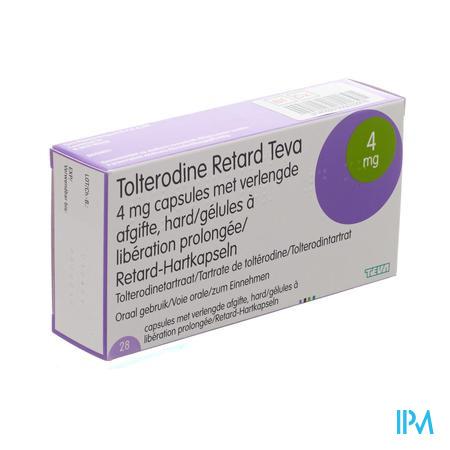 Tolterodine Retard Teva
4 mg capsules met verlengde
afgifte, hard/gélules à
libération prolongée/
Retard-Hartkapseln
Tolterodinetartraat/Tartrate de toltérodine/Tolterodintartrat
Oraal gebruik/Voie orale/zum Einnehmen
28
capsules met verlengde afgifte, hard/gélules à
libération prolongée/Retard-Hartkapseln
4
mg
TEVA
IPM